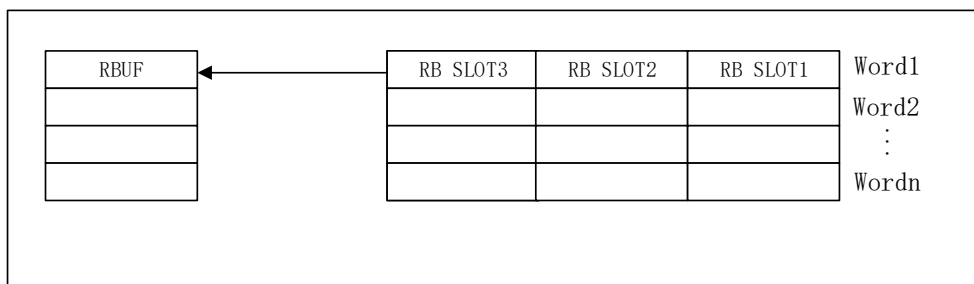 RBUF RB SLOT3 RB SLOT2 RB SLOT1 Word1
Word2
⋮
Wordn